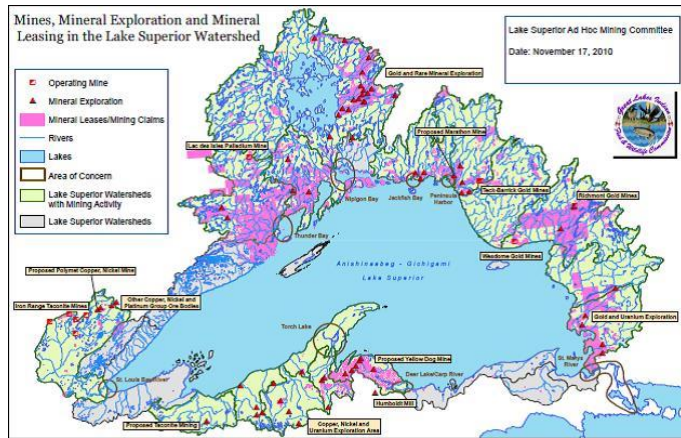 Mines, Mineral Exploration and Mineral
Leasing in the Lake Superior Watershed
Lake Superior Ad Hoc Mining Committee
Date: November 17, 2010
Operating Mine
Mineral Exploration
Mineral Leases/Mining Claims
Rivers
Lakes
Area of Concern
Lake Superior Watersheds
with Mining Activity
Lake Superior Watersheds
Gold and Rare Mineral Exploration
Proposed Marathon Mine
Lac des Isles Palladium Mine
Teck-Barrick Gold Mines
Richmont Gold Mines
Nipigon Bay
Jackfish Bay
Peninsula
Harbor
Thunder Bay
Wesdome Gold Mines
Anishinaabeg - Gichigami
Lake Superior
Proposed Polymet Copper, Nickel Mine
Iron Range Taconite Mines
Other Copper, Nickel and
Platinum Group Ore Bodies
Gold and Uranium Exploration
Torch Lake
Proposed Yellow Dog Mine
Deer Lake/Carp River
St. Marys
River
St. Louis Bay/River
Humboldt Mill
Proposed Taconite Mining
Copper, Nickel and
Uranium Exploration Area
Great Lakes Indian
Fish & Wildlife Commission